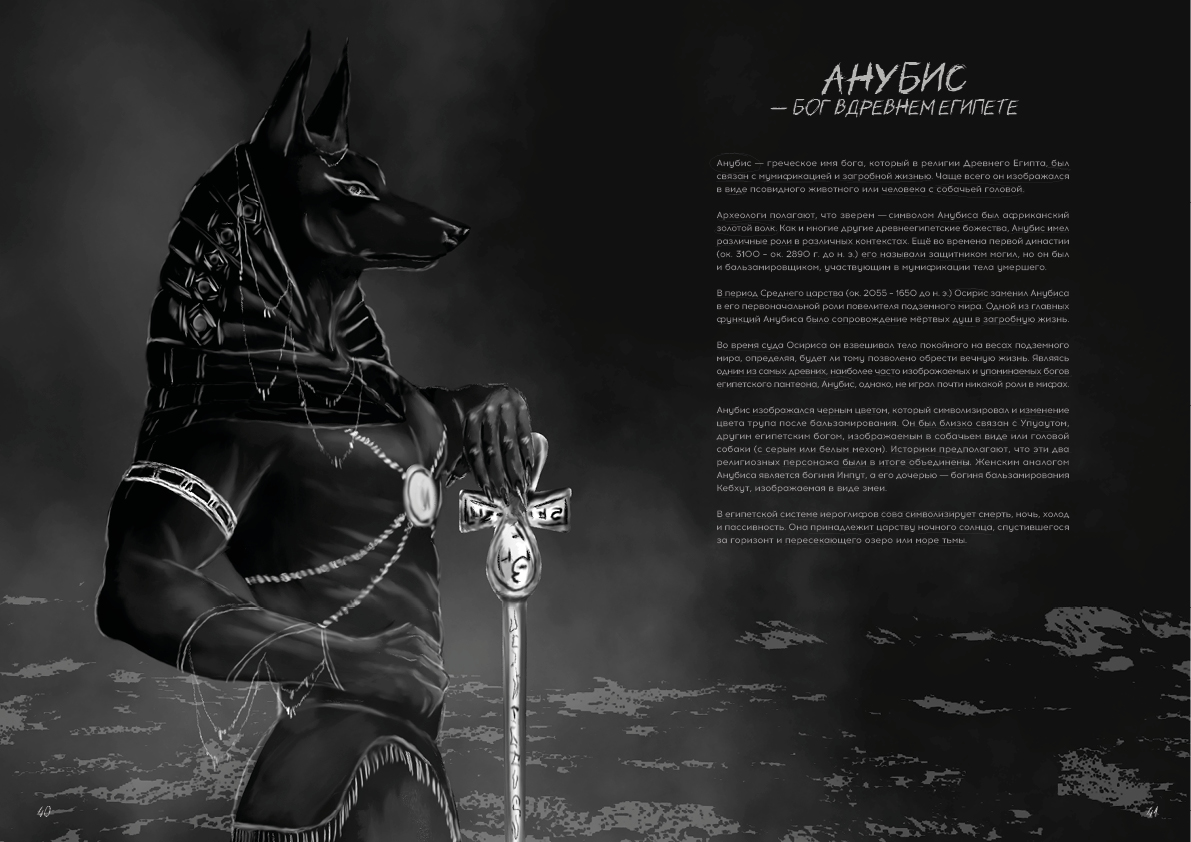 АНУБИС
— БОГ В ДРЕВНЕМ ЕГИПЕТЕ
Анубис — греческое имя бога, который в религии Древнего Египта, был
связан с мумификацией и загробной жизнью. Чаще всего он изображался
в виде псовидного животного или человека с собачьей головой.
Археологи полагают, что зверем — символом Анубиса был африканский
золотой волк. Как и многие другие древнеегипетские божества, Анубис имел
различные роли в различных контекстах. Ещё во времена первой династии
(ок. 3100 – ок. 2890 г. до н. э.) его называли защитником могил, но он был
и бальзамировщиком, участвующим в мумификации тела умершего.
В период Среднего царства (ок. 2055 – 1650 до н. э.) Осирис заменил Анубиса
в его первоначальной роли повелителя подземного мира. Одной из главных
функций Анубиса было сопровождение мёртвых душ в загробную жизнь.
Во время суда Осириса он взвешивал тело покойного на весах подземного
мира, определяя, будет ли тому позволено обрести вечную жизнь. Являясь
одним из самых древних, наиболее часто изображаемых и упоминаемых богов
египетского пантеона, Анубис, однако, не играл почти никакой роли в мифах.
Анубис изображался черным цветом, который символизировал и изменение
цвета трупа после бальзамирования. Он был близко связан с Упуаутом,
другим египетским богом, изображаемым в собачьем виде или головой
собаки (с серым или белым мехом). Историки предполагают, что эти два
религиозных персонажа были в итоге объединены. Женским аналогом
Анубиса является богиня Инпут, а его дочерью — богиня бальзамирования
Кебхут, изображаемая в виде змеи.
В египетской системе иероглифов сова символизирует смерть, ночь, холод
и пассивность. Она принадлежит царству ночного солнца, спустившегося
за горизонт и пересекающего озеро или море тьмы.
40
41